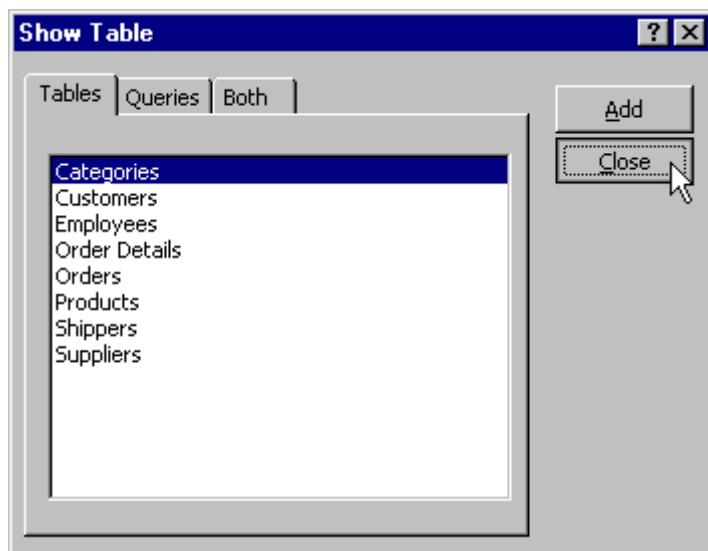 Show Table
Tables Queries Both
Add
Close
Categories
Customers
Employees
Order Details
Orders
Products
Shippers
Suppliers